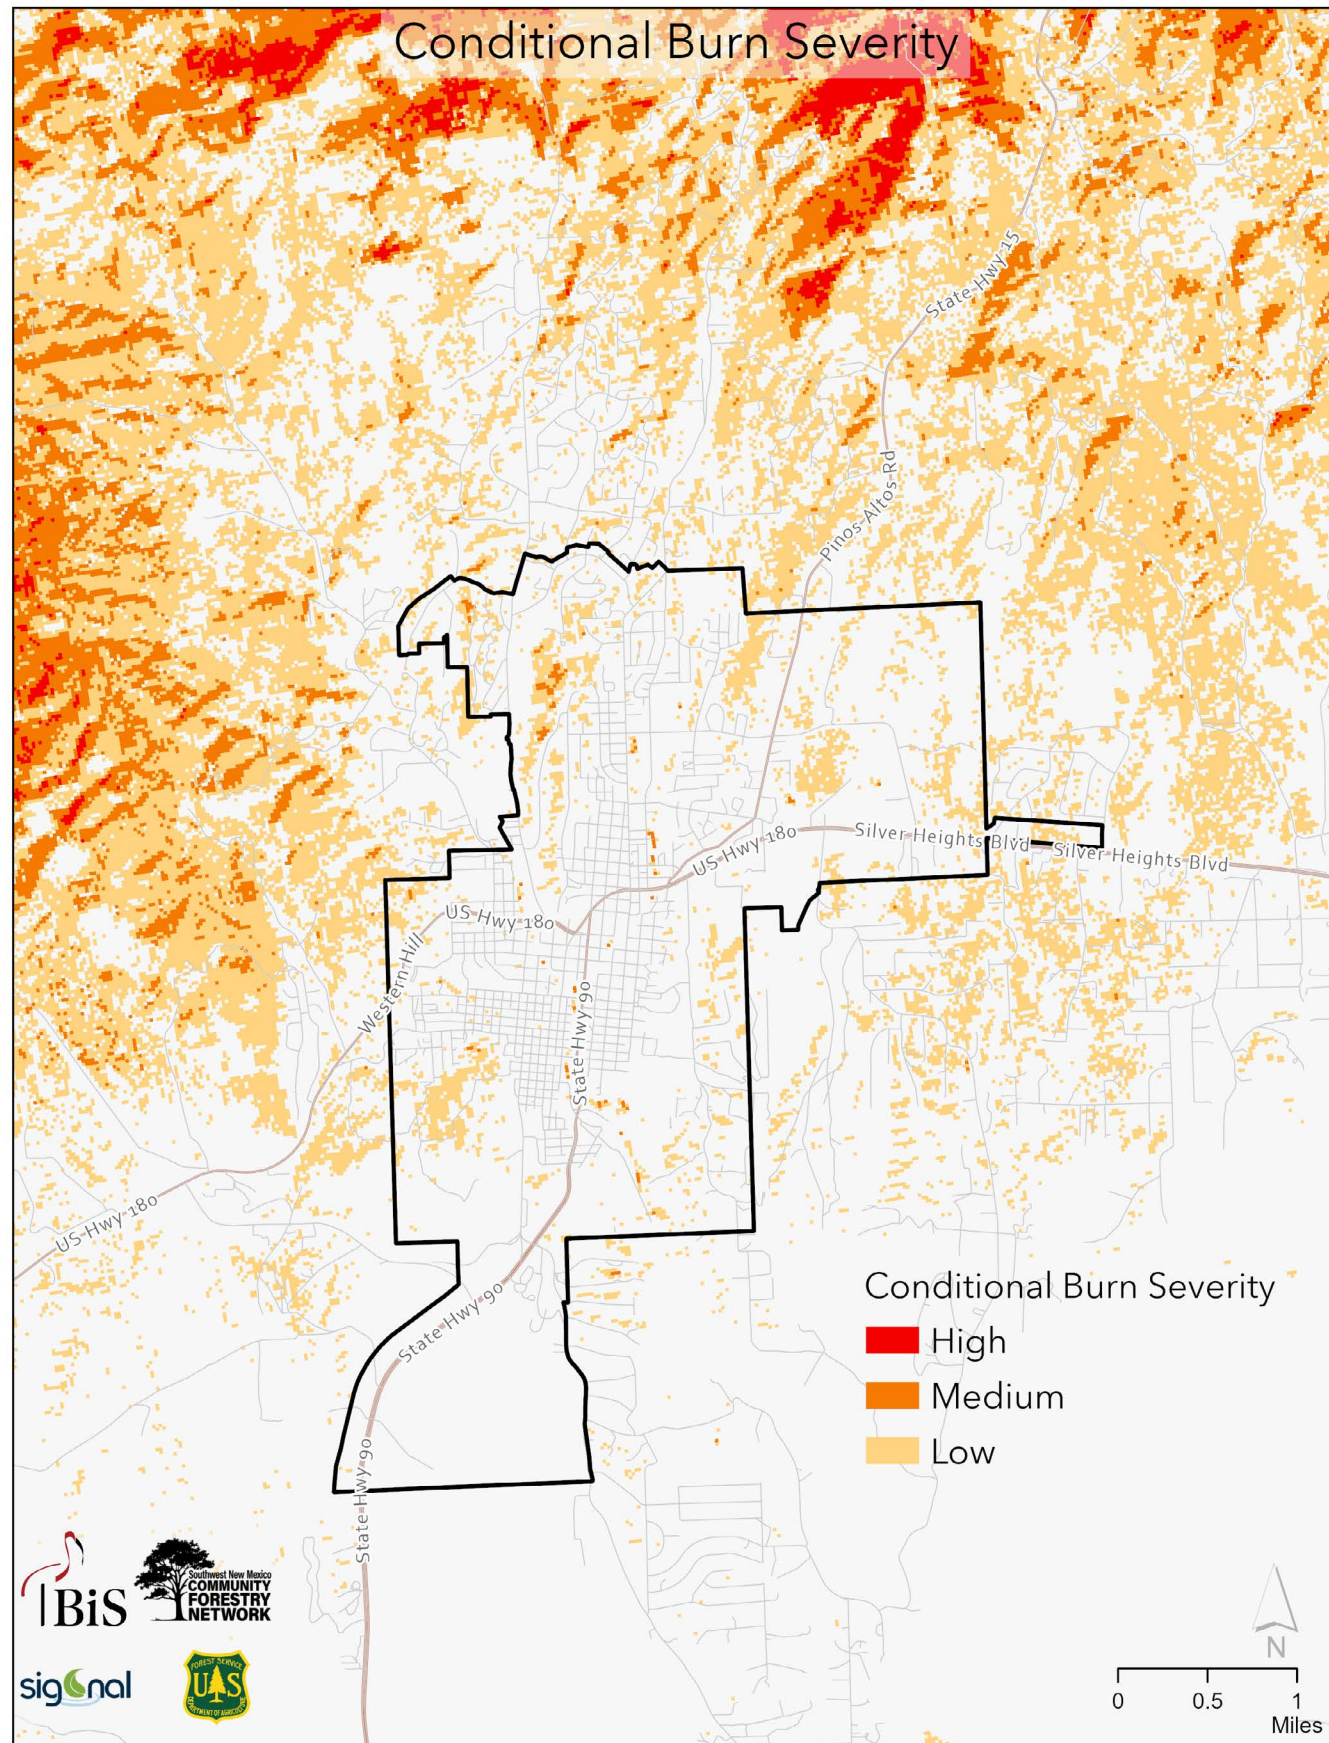 Conditional Burn Severity
State Hwy 15
Pinos Altos Rd
US Hwy 180
Silver Heights Blvd
Silver Heights Blvd
US Hwy 180
Western Hill
State Hwy 90
US Hwy 180
State Hwy 90
State Hwy 90
Conditional Burn Severity
High
Medium
Low
BiS
Southwest New Mexico
COMMUNITY
FORESTRY
NETWORK
sig nal
FOREST SERVICE
U S
DEPARTMENT OF AGRICULTURE
N
0 0.5 1
Miles